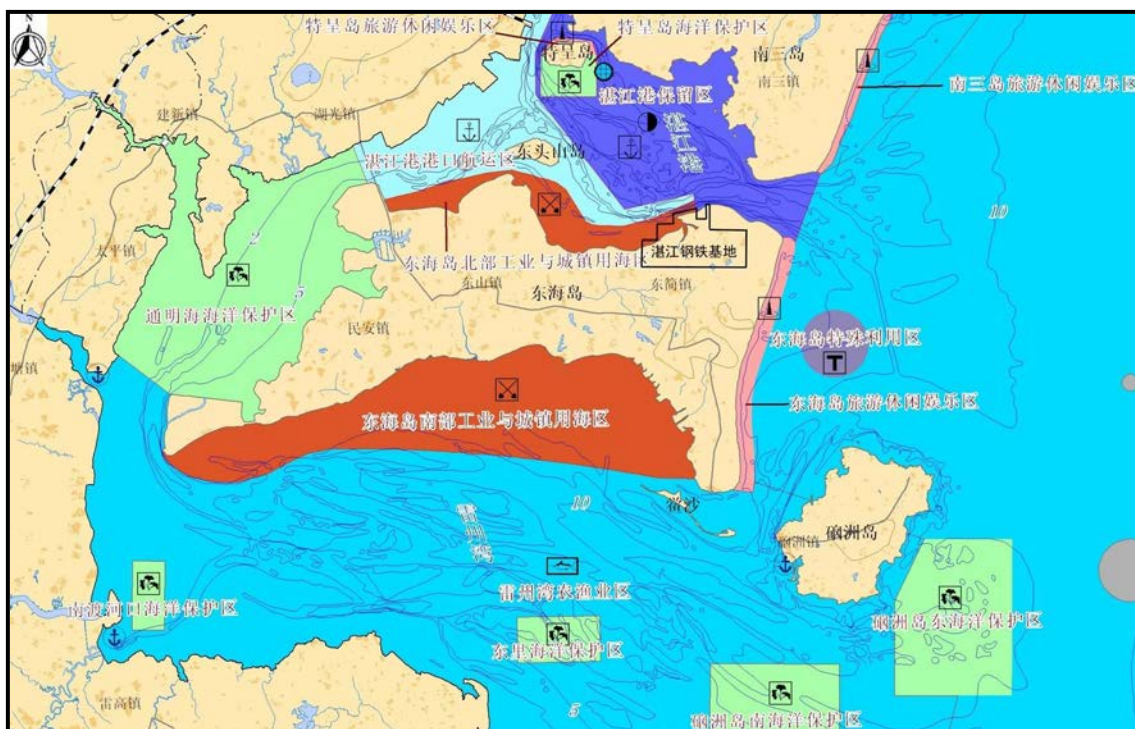 N
特呈岛旅游休闲娱乐区
特呈岛海洋保护区
特呈岛
南三岛
南三镇
南三岛旅游休闲娱乐区
湛江港保留区
湛江港
建新镇
湖光镇
东头山岛
湛江港港口航运区
10
2
太平镇
东海岛北部工业与城镇用海区
湛江钢铁基地
东山镇
东海岛
东简镇
5
通明海海洋保护区
民安镇
东海岛特殊利用区
T
塘镇
东海岛旅游休闲娱乐区
东海岛南部工业与城镇用海区
10
雷州湾
硇洲岛
硇洲镇
雷州湾农渔业区
南渡河口海洋保护区
硇洲岛东海洋保护区
东里海洋保护区
雷高镇
5
硇洲岛南海洋保护区